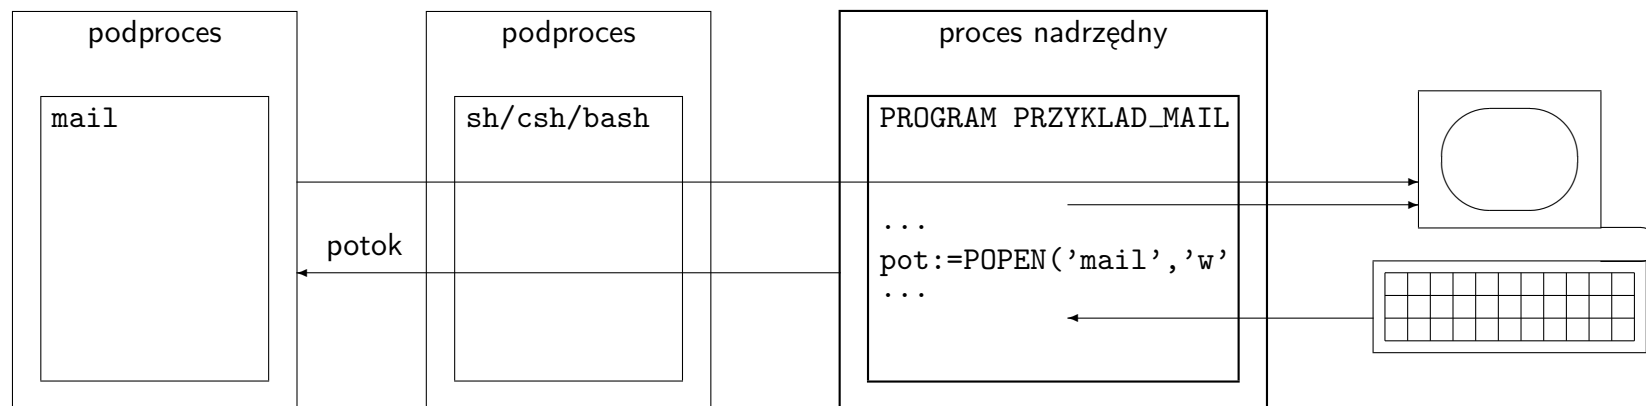 podproces
podproces
proces nadrzędny
mail
sh/csh/bash
PROGRAM PRZYKLAD_MAIL
...
potok
pot:=POPEN('mail','w'
...